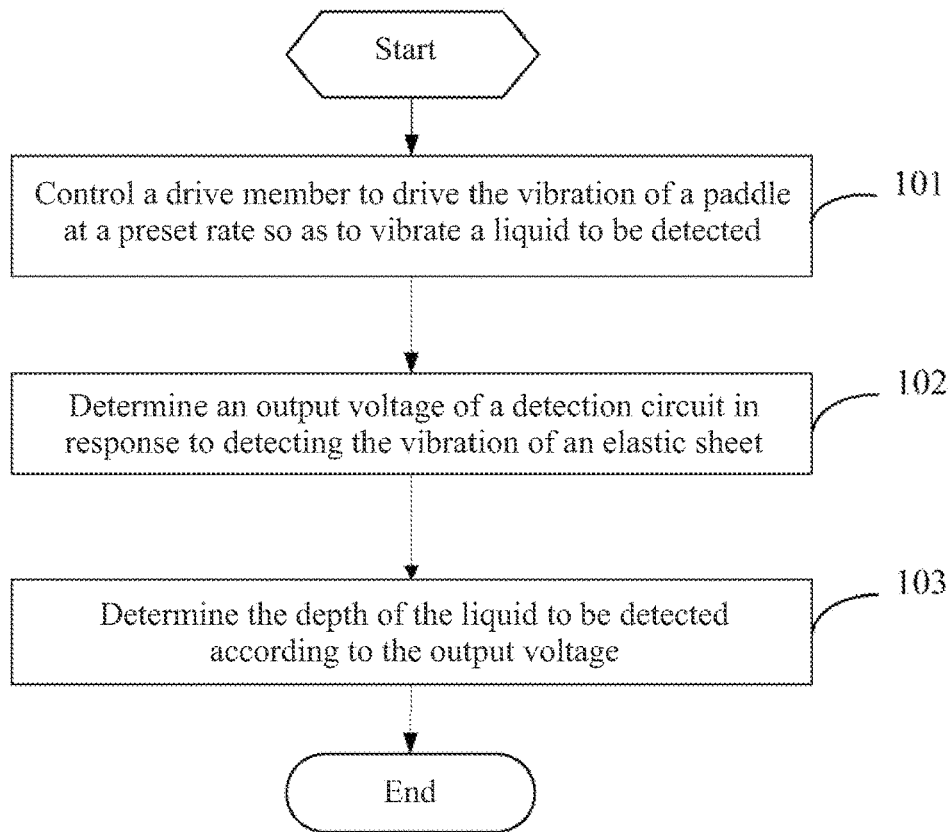 Start
Control a drive member to drive the vibration of a paddle
at a preset rate so as to vibrate a liquid to be detected
101
Determine an output voltage of a detection circuit in
response to detecting the vibration of an elastic sheet
102
Determine the depth of the liquid to be detected
according to the output voltage
103
End